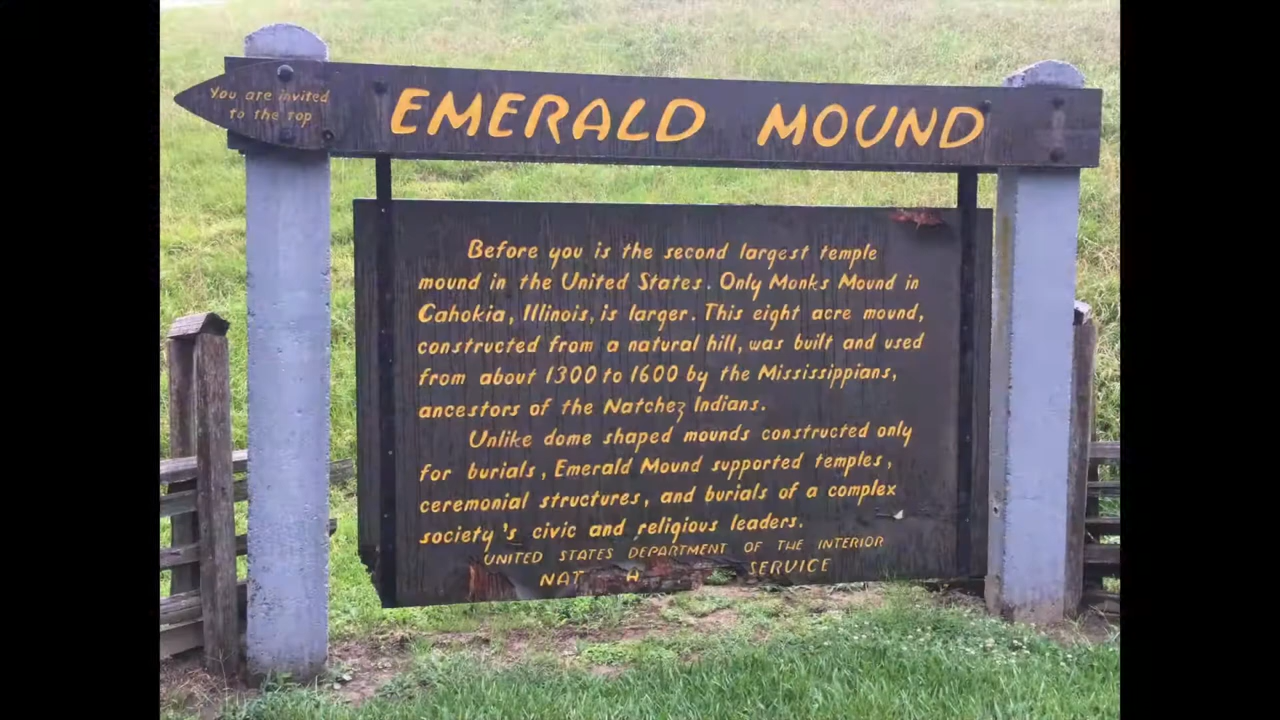 You are invited
to the top
EMERALD MOUND
Before you is the second largest temple
mound in the United States. Only Monks Mound in
Cahokia, Illinois, is larger. This eight acre mound,
constructed from a natural hill, was built and used
from about 1300 to 1600 by the Mississippians,
ancestors of the Natchez Indians.
Unlike dome shaped mounds constructed only
for burials, Emerald Mound supported temples,
ceremonial structures, and burials of a complex
society's civic and religious leaders.
UNITED STATES DEPARTMENT OF THE INTERIOR
SERVICE